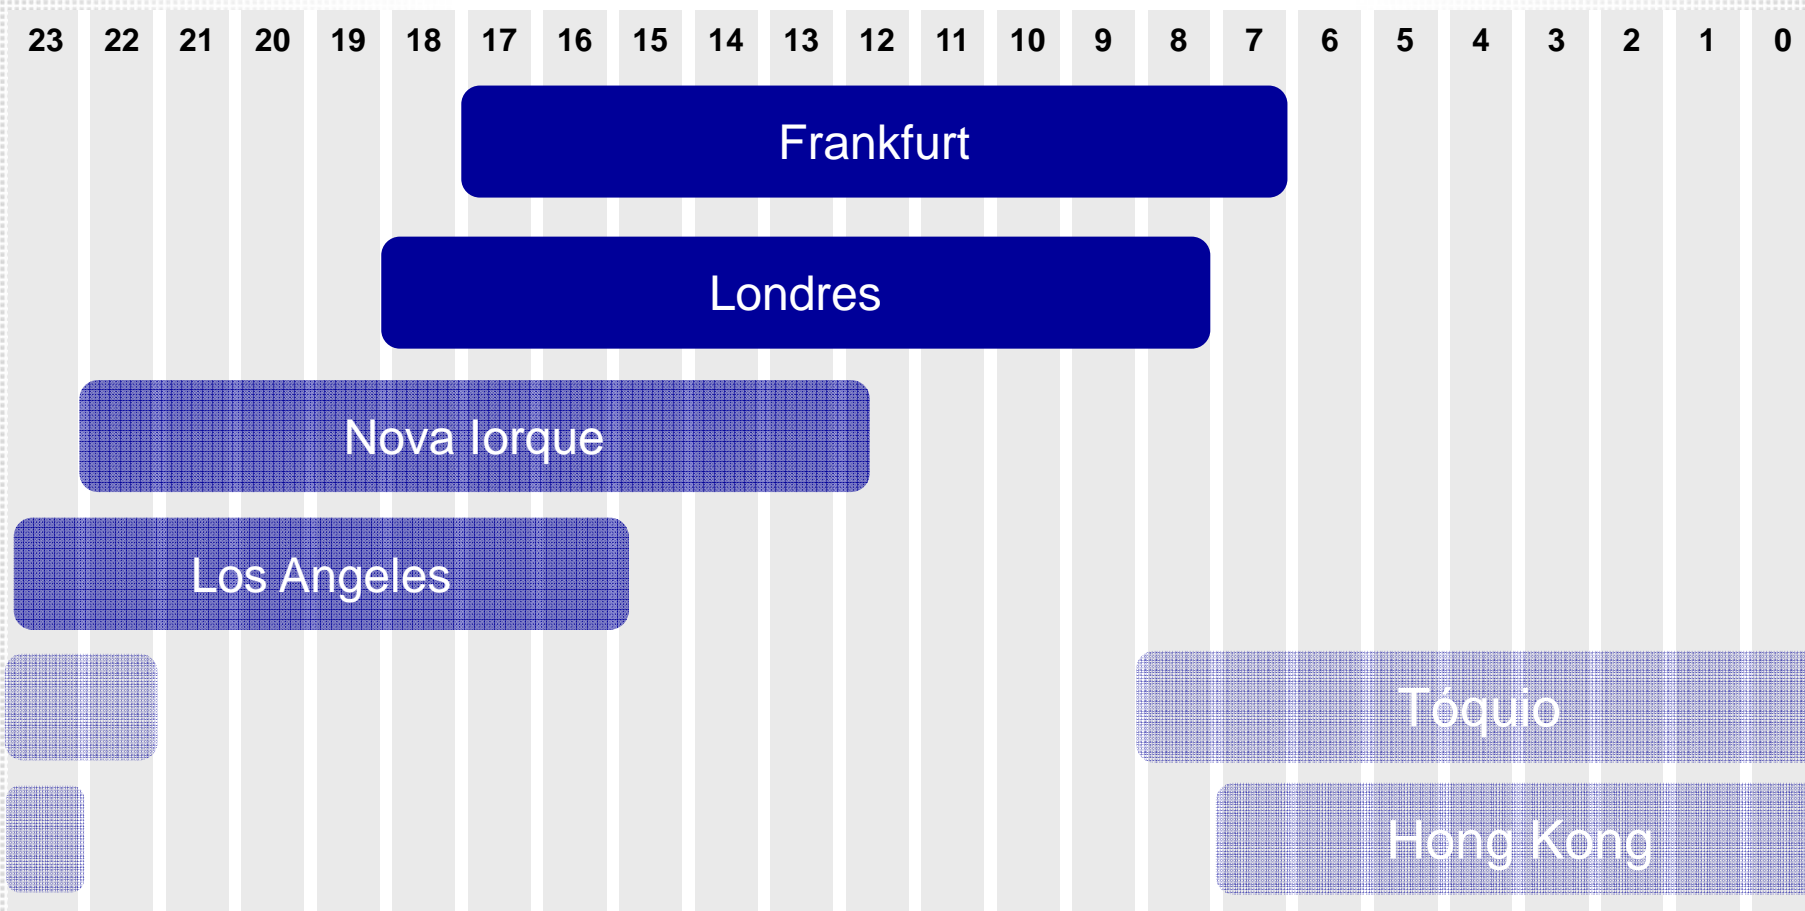 23 22 21 20 19 18 17 16 15 14 13 12 11 10 9 8 7 6 5 4 3 2 1 0
Frankfurt
Londres
Nova Iorque
Los Angeles
Tóquio
Hong Kong